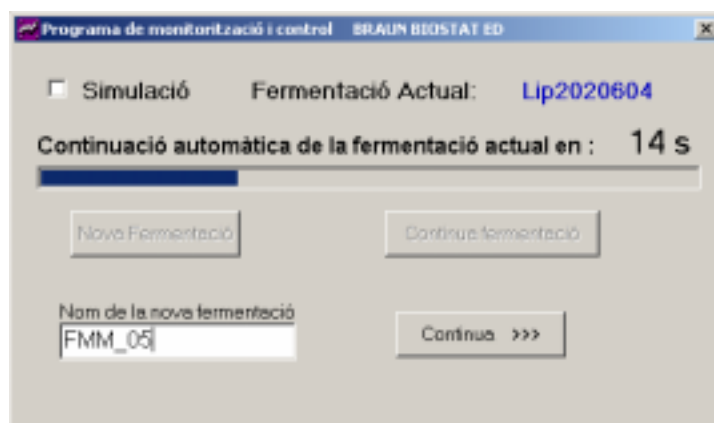 Programa de monitorització i control BRAUN BIOSTAT ED
Simulació Fermentació Actual: Lip2020604
Continuació automàtica de la fermentació actual en : 14 s
Nova Fermentació Continua fermentació
Nom de la nova fermentació
FMM_05
Continua >>>